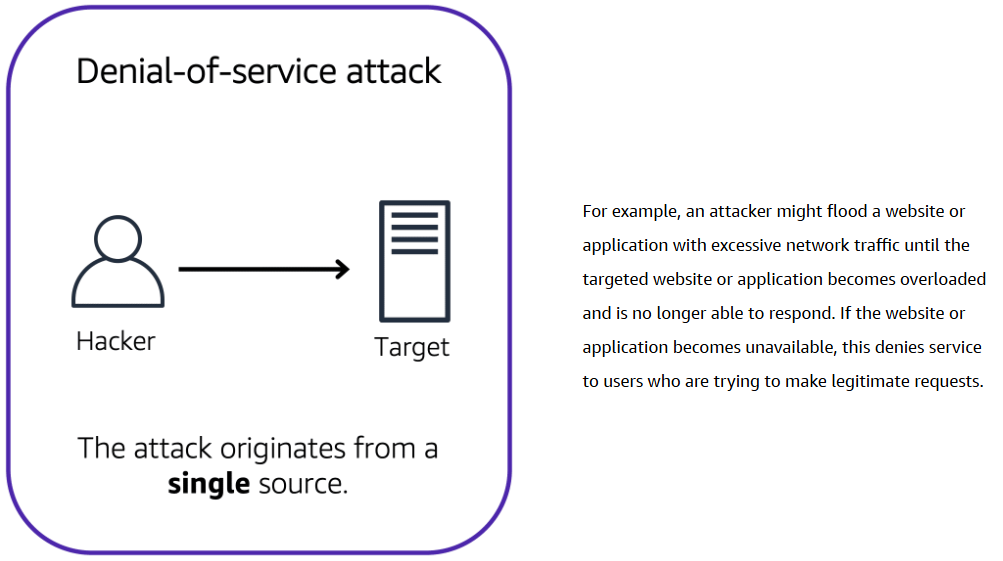 Denial-of-service attack
Hacker
Target
The attack originates from a
single source.
For example, an attacker might flood a website or
application with excessive network traffic until the
targeted website or application becomes overloaded
and is no longer able to respond. If the website or
application becomes unavailable, this denies service
to users who are trying to make legitimate requests.